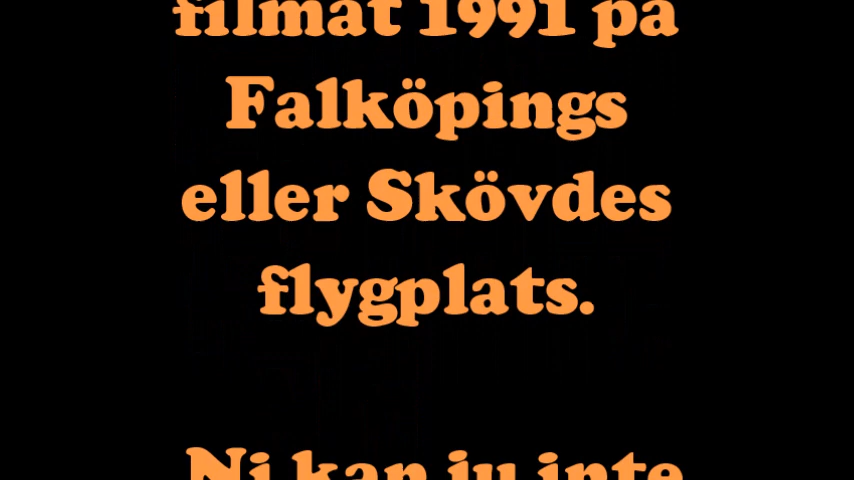 filmat 1991 på
Falköpings
eller Skövdes
flygplats.
Ni kan ju inte